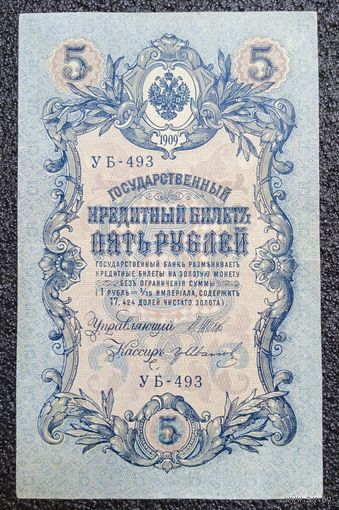 5 5
1909
УБ-493
ГОСУДАРСТВЕННЫЙ
КРЕДИТНЫЙ БИЛЕТЪ
ПЯТЬ РУБЛЕЙ
ГОСУДАРСТВЕННЫЙ БАНКЪ РАЗМѢНИВАЕТЪ
КРЕДИТНЫЕ БИЛЕТЫ НА ЗОЛОТУЮ МОНЕТУ
БЕЗЪ ОГРАНИЧЕНІЯ СУММЫ
(1 РУБЛЬ = 1/15 ИМПЕРІАЛА, СОДЕРЖИТЪ
17,424 ДОЛЕЙ ЧИСТАГО ЗОЛОТА)
Управляющій
Кассиръ
УБ-493
5